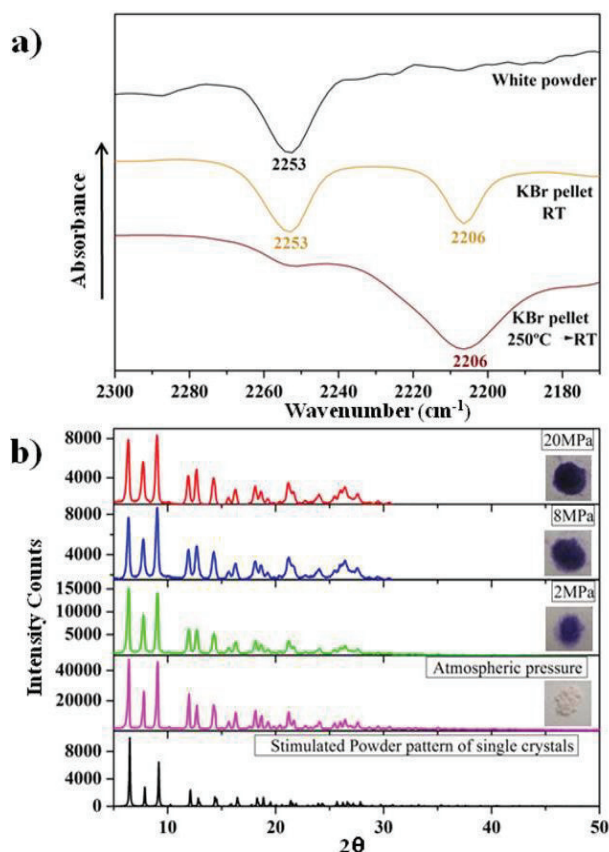 a)
White powder
2253
KBr pellet
RT
2253
2206
KBr pellet
250°C ➛RT
2206
Absorbance
2300
2280
2260
2240
2220
2200
2180
Wavenumber (cm-1)
b)
20MPa
8000
4000
8MPa
8000
4000
2MPa
15000
10000
5000
Atmospheric pressure
40000
20000
Stimulated Powder pattern of single crystals
8000
4000
0
Intensity Counts
10
20
30
40
50
2θ